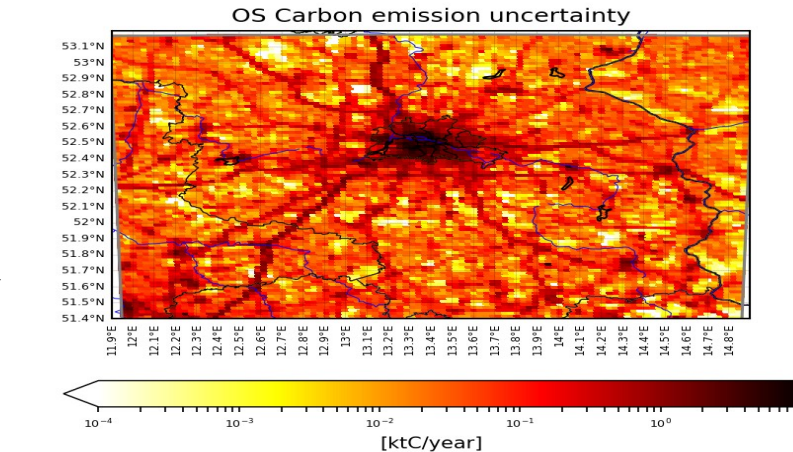 OS Carbon emission uncertainty
53.1°N
53°N
52.9°N
52.8°N
52.7°N
52.6°N
52.5°N
52.4°N
52.3°N
52.2°N
52.1°N
52°N
51.9°N
51.8°N
51.7°N
51.6°N
51.5°N
51.4°N
11.9°E 12°E 12.1°E 12.2°E 12.3°E 12.4°E 12.5°E 12.6°E 12.7°E 12.8°E 12.9°E 13°E 13.1°E 13.2°E 13.3°E 13.4°E 13.5°E 13.6°E 13.7°E 13.8°E 13.9°E 14°E 14.1°E 14.2°E 14.3°E 14.4°E 14.5°E 14.6°E 14.7°E 14.8°E
10⁻⁴ 10⁻³ 10⁻² 10⁻¹ 10⁰
[ktC/year]